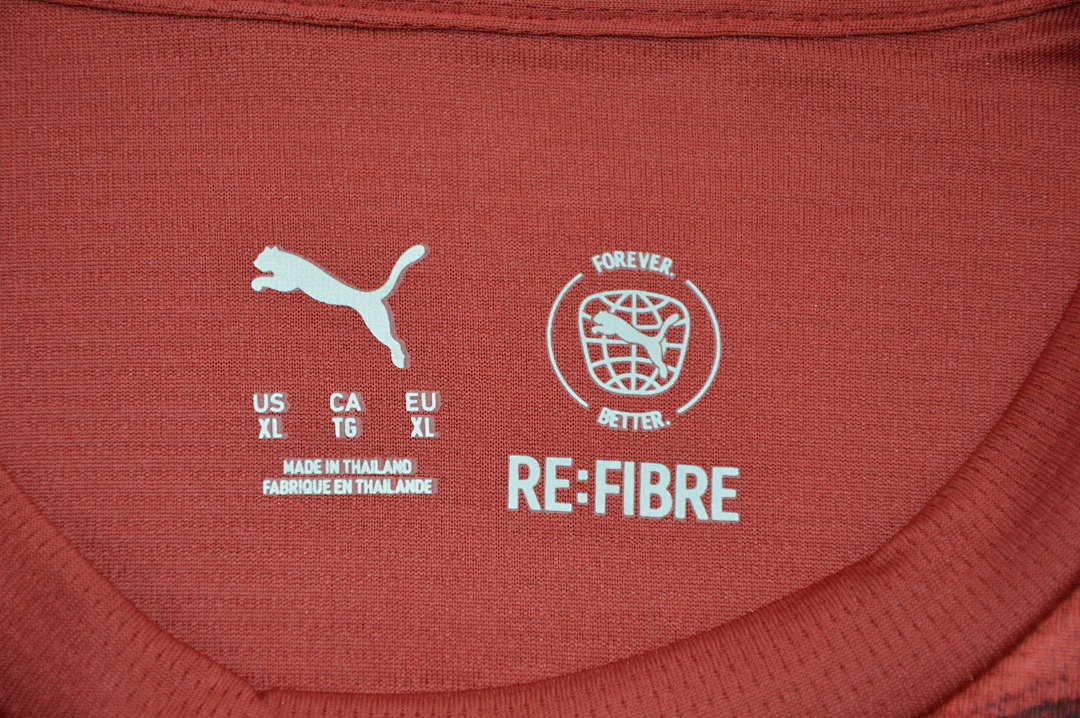 US CA EU
XL TG XL
MADE IN THAILAND
FABRIQUE EN THAILANDE
FOREVER.
BETTER.
RE:FIBRE